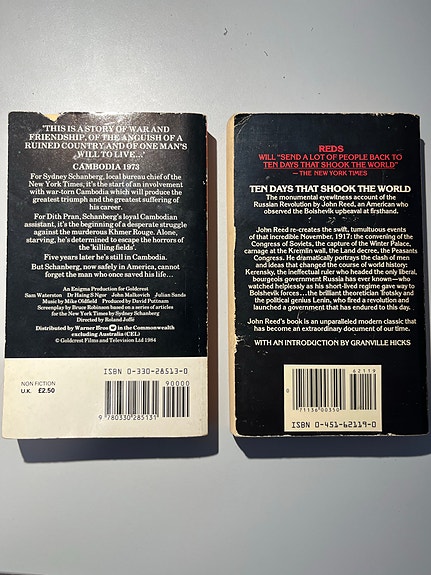 'THIS IS A STORY OF WAR AND
FRIENDSHIP, OF THE ANGUISH OF A
RUINED COUNTRY AND OF ONE MAN'S
WILL TO LIVE...'
CAMBODIA 1973
For Sydney Schanberg, local bureau chief of the
New York Times, it's the start of an involvement
with war-torn Cambodia which will produce the
greatest triumph and the greatest suffering of
his career.
For Dith Pran, Schanberg's loyal Cambodian
assistant, it's the beginning of a desperate struggle
against the murderous Khmer Rouge. Alone,
starving, he's determined to escape the horrors of
the 'killing fields'.
Five years later he's still in Cambodia.
But Schanberg, now safely in America, cannot
forget the man who once saved his life...
An Enigma Production for Goldcrest
Sam Waterston Dr Haing S Ngor John Malkovich Julian Sands
Music by Mike Oldfield Produced by David Puttnam
Screenplay by Bruce Robinson based on a series of articles
for the New York Times by Sydney Schanberg
Directed by Roland Joffé
Distributed by Warner Bros in the Commonwealth
excluding Australia (CEL)
© Goldcrest Films and Television Ltd 1984
NON FICTION
U.K. £2.50
ISBN 0-330-28513-0
90000
9 780330 285131
REDS
WILL "SEND A LOT OF PEOPLE BACK TO
TEN DAYS THAT SHOOK THE WORLD"
— THE NEW YORK TIMES
TEN DAYS THAT SHOOK THE WORLD
The monumental eyewitness account of the
Russian Revolution by John Reed, an American who
observed the Bolshevik upheaval at firsthand.
John Reed re-creates the swift, tumultuous events
of that incredible November, 1917: the convening of the
Congress of Soviets, the capture of the Winter Palace,
carnage at the Kremlin wall, the Land decree, the Peasants
Congress. He dramatically portrays the clash of men
and ideas that changed the course of world history:
Kerensky, the ineffectual ruler who headed the only liberal,
bourgeois government Russia has ever known—who
watched helplessly as his short-lived regime gave way to
Bolshevik forces...the brilliant theoretician Trotsky and
the political genius Lenin, who fired a revolution and
launched a government that has endured to this day.
John Reed's book is an unparalleled modern classic that
has become an extraordinary document of our time.
WITH AN INTRODUCTION BY GRANVILLE HICKS
62119
71136 00350
ISBN 0-451-62119-0